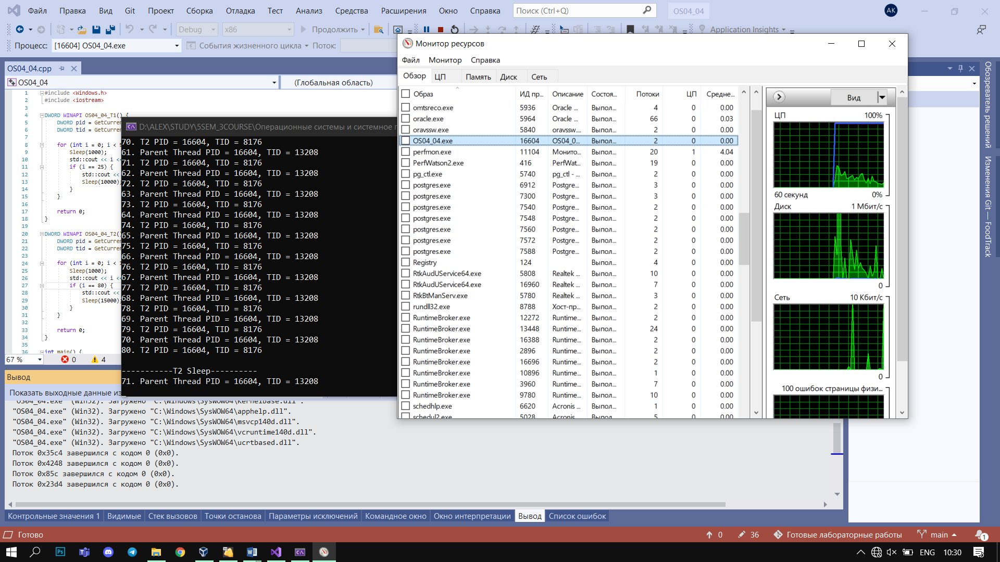 Файл Правка Вид Git Проект Сборка Отладка Тест Анализ Средства Расширения Окно Справка Поиск (Ctrl+Q) OS04_04 AK
Debug x86 Продолжить Application Insights
Процесс: [16604] OS04_04.exe События жизненного цикла Поток:
OS04_04.cpp
OS04_04 (Глобальная область)
1 #include <Windows.h>
2 #include <iostream>
3
4 DWORD WINAPI OS04_04_T1() {
5 DWORD pid = GetCurren
6 DWORD tid = GetCurren
7
8 for (int i = 0; i < 5
9 Sleep(1000);
10 std::cout << i <<
11 if (i == 25) {
12 std::cout <<
13 Sleep(10000);
14 }
15 }
16
17 return 0;
18 }
19
20 DWORD WINAPI OS04_04_T2()
21 DWORD pid = GetCurren
22 DWORD tid = GetCurren
23
24 for (int i = 0; i < 1
25 Sleep(1000);
26 std::cout << i <<
27 if (i == 80) {
28 std::cout <<
29 Sleep(15000);
30 }
31 }
32
33 return 0;
34 }
35
36 int main() {
67 % 0 4
D:\ALEX\STUDY\5SEM_3COURSE\Операционные системы и системное п
70. T2 PID = 16604, TID = 8176
61. Parent Thread PID = 16604, TID = 13208
71. T2 PID = 16604, TID = 8176
62. Parent Thread PID = 16604, TID = 13208
72. T2 PID = 16604, TID = 8176
63. Parent Thread PID = 16604, TID = 13208
73. T2 PID = 16604, TID = 8176
64. Parent Thread PID = 16604, TID = 13208
74. T2 PID = 16604, TID = 8176
65. Parent Thread PID = 16604, TID = 13208
75. T2 PID = 16604, TID = 8176
66. Parent Thread PID = 16604, TID = 13208
76. T2 PID = 16604, TID = 8176
67. Parent Thread PID = 16604, TID = 13208
77. T2 PID = 16604, TID = 8176
68. Parent Thread PID = 16604, TID = 13208
78. T2 PID = 16604, TID = 8176
69. Parent Thread PID = 16604, TID = 13208
79. T2 PID = 16604, TID = 8176
70. Parent Thread PID = 16604, TID = 13208
80. T2 PID = 16604, TID = 8176
-----------T2 Sleep----------
71. Parent Thread PID = 16604, TID = 13208
Монитор ресурсов
Файл Монитор Справка
Обзор ЦП Память Диск Сеть
Образ ИД пр... Описание Состоя... Потоки ЦП Средне...
omtsreco.exe 5936 Oracle ... Выпол... 4 0 0.00
oracle.exe 5964 Oracle ... Выпол... 66 0 0.03
oravssw.exe 5840 oravssw.... Выпол... 2 0 0.00
OS04_04.exe 16604 OS04_0... Выпол... 2 0 0.00
perfmon.exe 11104 Монито... Выпол... 20 1 4.04
PerfWatson2.exe 416 PerfWat... Выпол... 19 0 0.00
pg_ctl.exe 5740 pg_ctl - ... Выпол... 2 0 0.00
postgres.exe 6912 Postgre... Выпол... 3 0 0.00
postgres.exe 7300 Postgre... Выпол... 3 0 0.00
postgres.exe 7540 Postgre... Выпол... 2 0 0.00
postgres.exe 7548 Postgre... Выпол... 2 0 0.00
postgres.exe 7560 Postgre... Выпол... 2 0 0.00
postgres.exe 7572 Postgre... Выпол... 2 0 0.00
postgres.exe 7588 Postgre... Выпол... 2 0 0.00
Registry 124 Выпол... 4 0 0.00
RtkAudUService64.exe 5808 Realtek ... Выпол... 10 0 0.00
RtkAudUService64.exe 16960 Realtek ... Выпол... 7 0 0.00
RtkBtManServ.exe 5780 Realtek ... Выпол... 3 0 0.00
rundll32.exe 8788 Хост-пр... Выпол... 2 0 0.00
RuntimeBroker.exe 12272 Runtime... Выпол... 2 0 0.00
RuntimeBroker.exe 13448 Runtime... Выпол... 24 0 0.00
RuntimeBroker.exe 16388 Runtime... Выпол... 2 0 0.00
RuntimeBroker.exe 2896 Runtime... Выпол... 2 0 0.00
RuntimeBroker.exe 16696 Runtime... Выпол... 2 0 0.00
RuntimeBroker.exe 10896 Runtime... Выпол... 1 0 0.00
RuntimeBroker.exe 3960 Runtime... Выпол... 7 0 0.00
RuntimeBroker.exe 9780 Runtime... Выпол... 10 0 0.00
schedhlp.exe 6620 Acronis ... Выпол... 1 0 0.00
schedul2.exe 5028 Acronis Выпол... 5 0 0.00
Вид
ЦП 100%
60 секунд 0%
Диск 1 Мбит/с
0
Сеть 10 Кбит/с
0
100 ошибок страницы физи...
Обозреватель решений
Изменения Git — FoodTrack
Вывод
Показать выходные данные из
"OS04_04.exe" (Win32). Загружено "C:\Windows\SysWOW64\KernelBase.dll".
"OS04_04.exe" (Win32). Загружено "C:\Windows\SysWOW64\apphelp.dll".
"OS04_04.exe" (Win32). Загружено "C:\Windows\SysWOW64\msvcp140d.dll".
"OS04_04.exe" (Win32). Загружено "C:\Windows\SysWOW64\vcruntime140d.dll".
"OS04_04.exe" (Win32). Загружено "C:\Windows\SysWOW64\ucrtbased.dll".
Поток 0x35c4 завершился с кодом 0 (0x0).
Поток 0x4248 завершился с кодом 0 (0x0).
Поток 0x85c завершился с кодом 0 (0x0).
Поток 0x23d4 завершился с кодом 0 (0x0).
Контрольные значения 1 Видимые Стек вызовов Точки останова Параметры исключений Командное окно Окно интерпретации Вывод Список ошибок
Готово 0 36 Готовые лабораторные работы main 1
Ps ENG 10:30